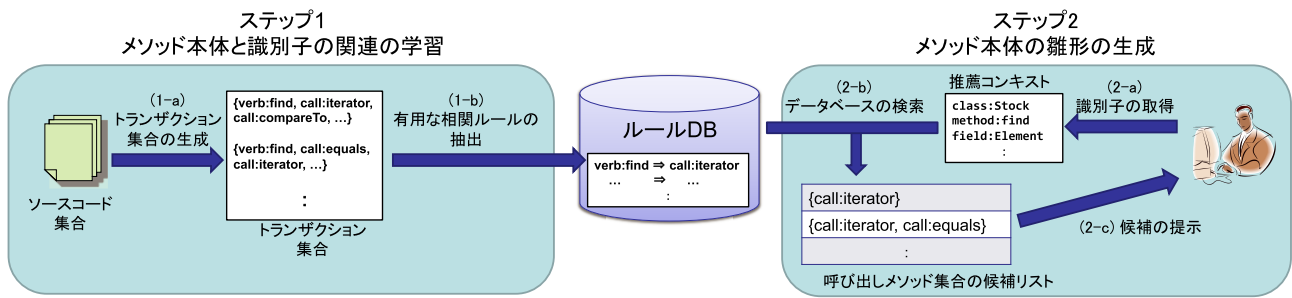 ステップ1
メソッド本体と識別子の関連の学習
(1-a)
トランザクション
集合の生成
ソースコード
集合
{verb:find, call:iterator,
call:compareTo, …}
{verb:find, call:equals,
call:iterator, …}
:
トランザクション
集合
(1-b)
有用な相関ルールの
抽出
ルールDB
verb:find ⇒ call:iterator
… ⇒ …
:
ステップ2
メソッド本体の雛形の生成
(2-b)
データベースの検索
推薦コンキスト
class:Stock
method:find
field:Element
:
(2-a)
識別子の取得
{call:iterator}
{call:iterator, call:equals}
:
呼び出しメソッド集合の候補リスト
(2-c) 候補の提示